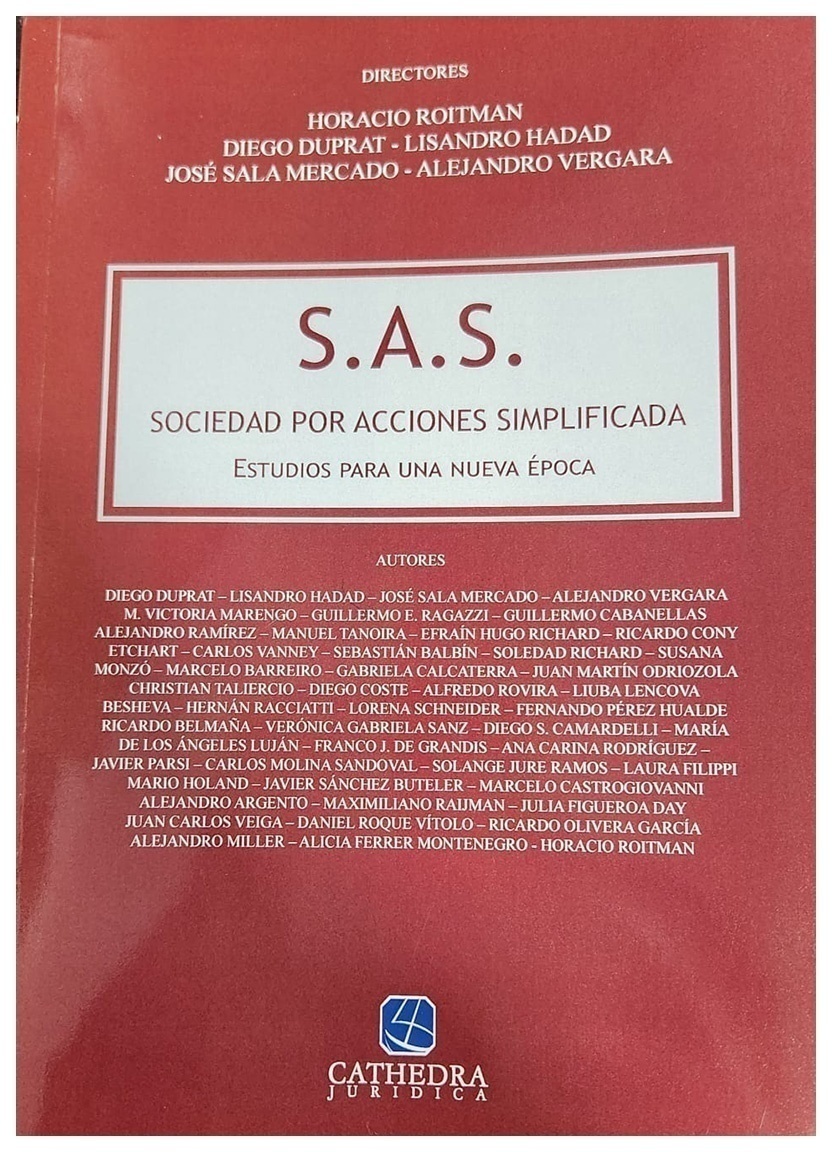 DIRECTORES
HORACIO ROITMAN
DIEGO DUPRAT - LISANDRO HADAD
JOSÉ SALA MERCADO - ALEJANDRO VERGARA
S.A.S.
SOCIEDAD POR ACCIONES SIMPLIFICADA
ESTUDIOS PARA UNA NUEVA ÉPOCA
AUTORES
DIEGO DUPRAT – LISANDRO HADAD – JOSÉ SALA MERCADO – ALEJANDRO VERGARA
M. VICTORIA MARENGO – GUILLERMO E. RAGAZZI – GUILLERMO CABANELLAS
ALEJANDRO RAMÍREZ – MANUEL TANOIRA – EFRAÍN HUGO RICHARD – RICARDO CONY
ETCHART – CARLOS VANNEY – SEBASTIÁN BALBÍN – SOLEDAD RICHARD – SUSANA
MONZÓ – MARCELO BARREIRO – GABRIELA CALCATERRA – JUAN MARTÍN ODRIOZOLA
CHRISTIAN TALIERCIO – DIEGO COSTE – ALFREDO ROVIRA – LIUBA LENCOVA
BESHEVA – HERNÁN RACCIATTI – LORENA SCHNEIDER – FERNANDO PÉREZ HUALDE
RICARDO BELMAÑA – VERÓNICA GABRIELA SANZ – DIEGO S. CAMARDELLI – MARÍA
DE LOS ÁNGELES LUJÁN – FRANCO J. DE GRANDIS – ANA CARINA RODRÍGUEZ –
JAVIER PARSI – CARLOS MOLINA SANDOVAL – SOLANGE JURE RAMOS – LAURA FILIPPI
MARIO HOLAND – JAVIER SÁNCHEZ BUTELER – MARCELO CASTROGIOVANNI
ALEJANDRO ARGENTO – MAXIMILIANO RAIJMAN – JULIA FIGUEROA DAY
JUAN CARLOS VEIGA – DANIEL ROQUE VÍTOLO – RICARDO OLIVERA GARCÍA
ALEJANDRO MILLER – ALICIA FERRER MONTENEGRO - HORACIO ROITMAN
CATHEDRA
JURIDICA